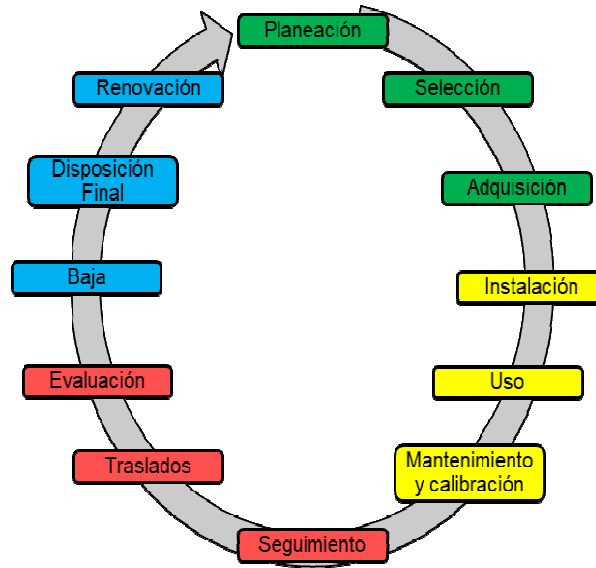 Planeación
Selección
Adquisición
Instalación
Uso
Mantenimiento
y calibración
Seguimiento
Traslados
Evaluación
Baja
Disposición
Final
Renovación